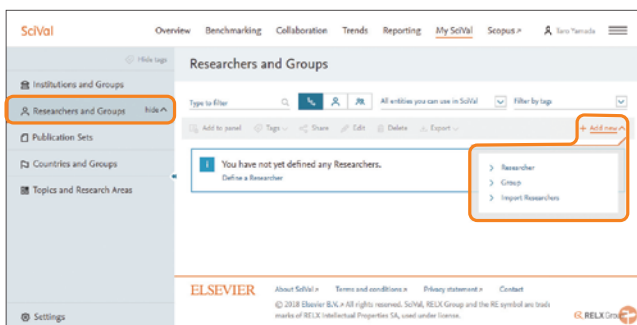 SciVal
Overview Benchmarking Collaboration Trends Reporting My SciVal Scopus Taro Yamada
Hide tags
Researchers and Groups
Institutions and Groups
Researchers and Groups hide
Type to filter
All entities you can use in SciVal
Filter by tags
Publication Sets
Add to panel Tags Share Edit Delete Export + Add new
Countries and Groups
i You have not yet defined any Researchers.
Define a Researcher
Researcher
Group
Import Researchers
Topics and Research Areas
ELSEVIER
About SciVal Terms and conditions Privacy statement Contact
© 2018 Elsevier B.V. All rights reserved. SciVal, RELX Group and the RE symbol are trade
marks of RELX Intellectual Properties SA, used under license.
Settings
RELX Group